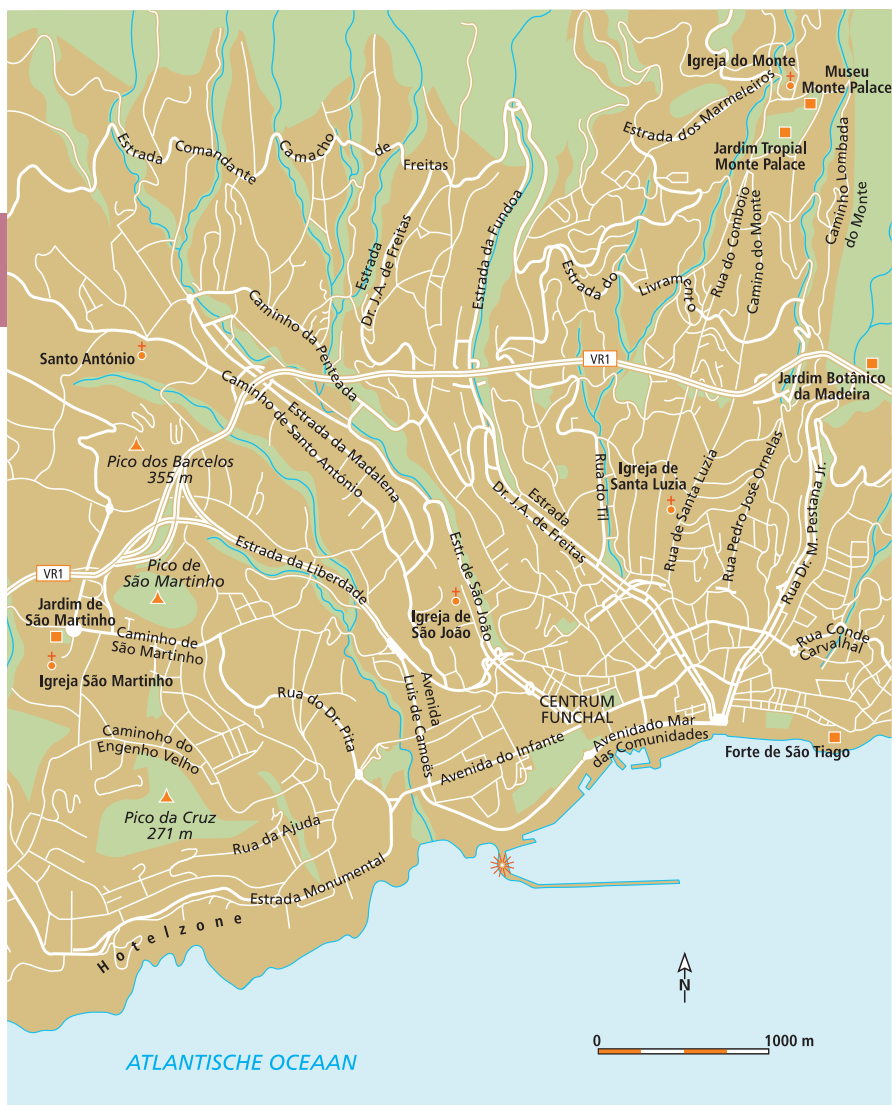 Igreja do Monte
Museu
Monte Palace
Estrada dos Marmeleiros
Jardim Tropial
Monte Palace
Caminho Lombada
do Monte
Estrada
Comandante
Camacho
de
Freitas
Estrada
Dr. J.A. de Freitas
Estrada da Fundoa
Estrada do
Livramento
Rua do Comboio
Camino do Monte
Caminho da Penteada
Santo António
VR1
Jardim Botânico
da Madeira
Caminho de Santo António
Estrada da Madalena
Pico dos Barcelos
355 m
Estrada
Dr. J.A. de Freitas
Rua do Til
Igreja de
Santa Luzia
Rua de Santa Luzia
Rua Pedro José Ornelas
Rua Dr. M. Pestana Jr.
Estrada da Liberdade
Estr. de São João
VR1
Pico de
São Martinho
Jardim de
São Martinho
Caminho de
São Martinho
Igreja São Martinho
Igreja de
São João
Rua Conde
Carvalhal
Rua do Dr. Pita
Avenida
Luis de Camoës
CENTRUM
FUNCHAL
Caminoho do
Engenho Velho
Avenida do Infante
Avenidado Mar
das Comunidades
Forte de São Tiago
Pico da Cruz
271 m
Rua da Ajuda
Estrada Monumental
Hotelzone
N
0
1000 m
ATLANTISCHE OCEAAN